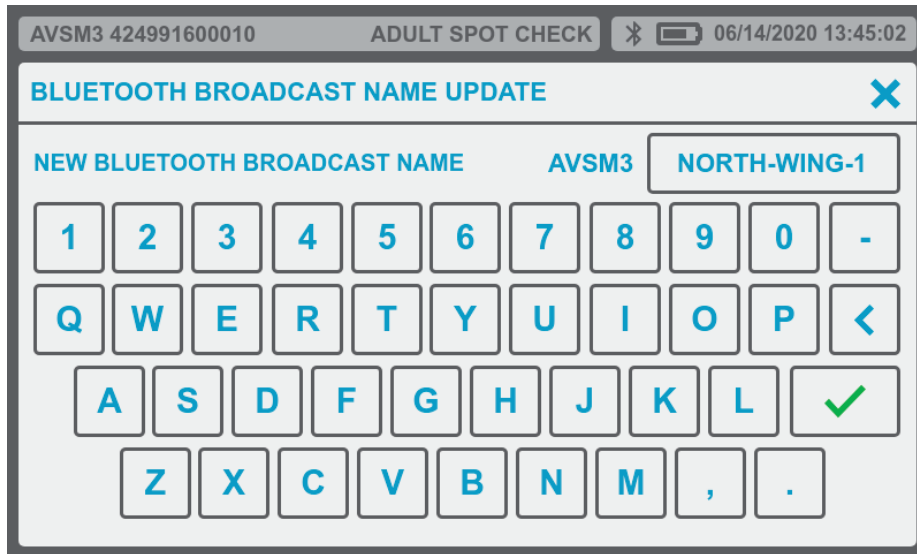 AVSM3 424991600010 ADULT SPOT CHECK 06/14/2020 13:45:02
BLUETOOTH BROADCAST NAME UPDATE
NEW BLUETOOTH BROADCAST NAME AVSM3 NORTH-WING-1
1 2 3 4 5 6 7 8 9 0 -
Q W E R T Y U I O P <
A S D F G H J K L
Z X C V B N M , .